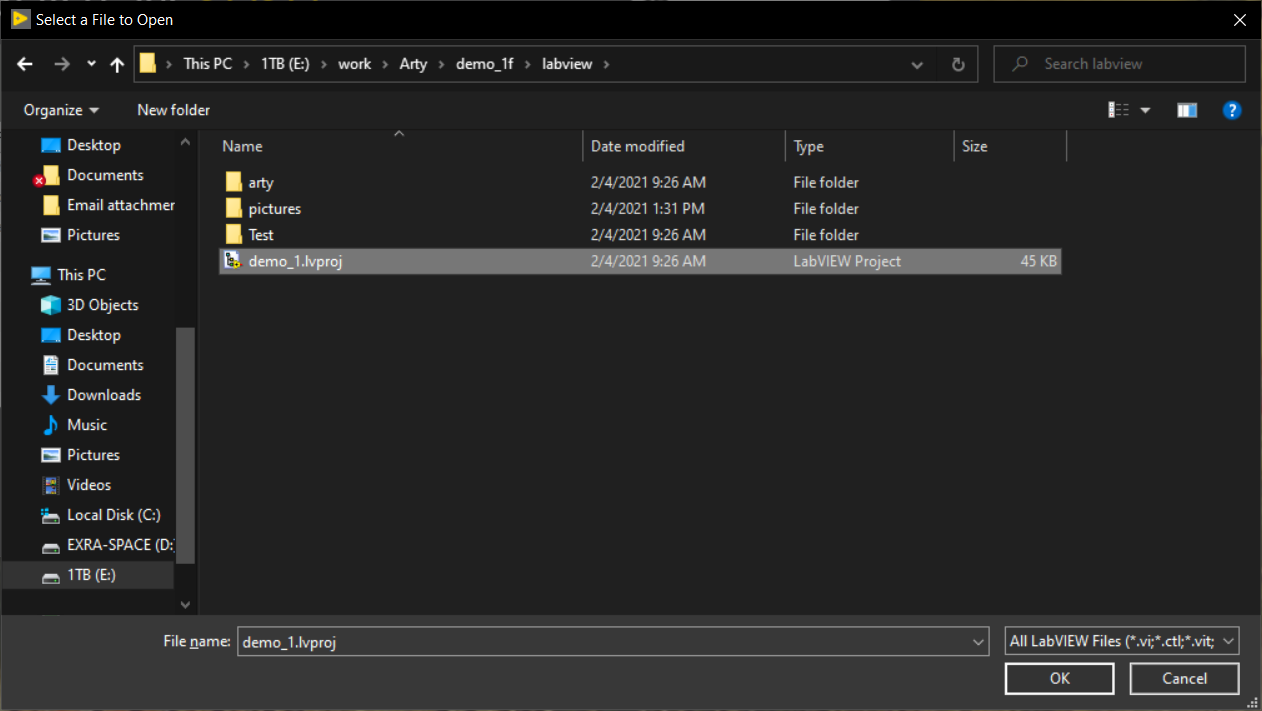 Select a File to Open
This PC > 1TB (E:) > work > Arty > demo_1f > labview >
Search labview
Organize
New folder
?
Desktop
Documents
Email attachmer
Pictures
This PC
3D Objects
Desktop
Documents
Downloads
Music
Pictures
Videos
Local Disk (C:)
EXRA-SPACE (D:
1TB (E:)
Name Date modified Type Size
arty 2/4/2021 9:26 AM File folder
pictures 2/4/2021 1:31 PM File folder
Test 2/4/2021 9:26 AM File folder
demo_1.lvproj 2/4/2021 9:26 AM LabVIEW Project 45 KB
File name: demo_1.lvproj
All LabVIEW Files (*.vi;*.ctl;*.vit;
OK
Cancel